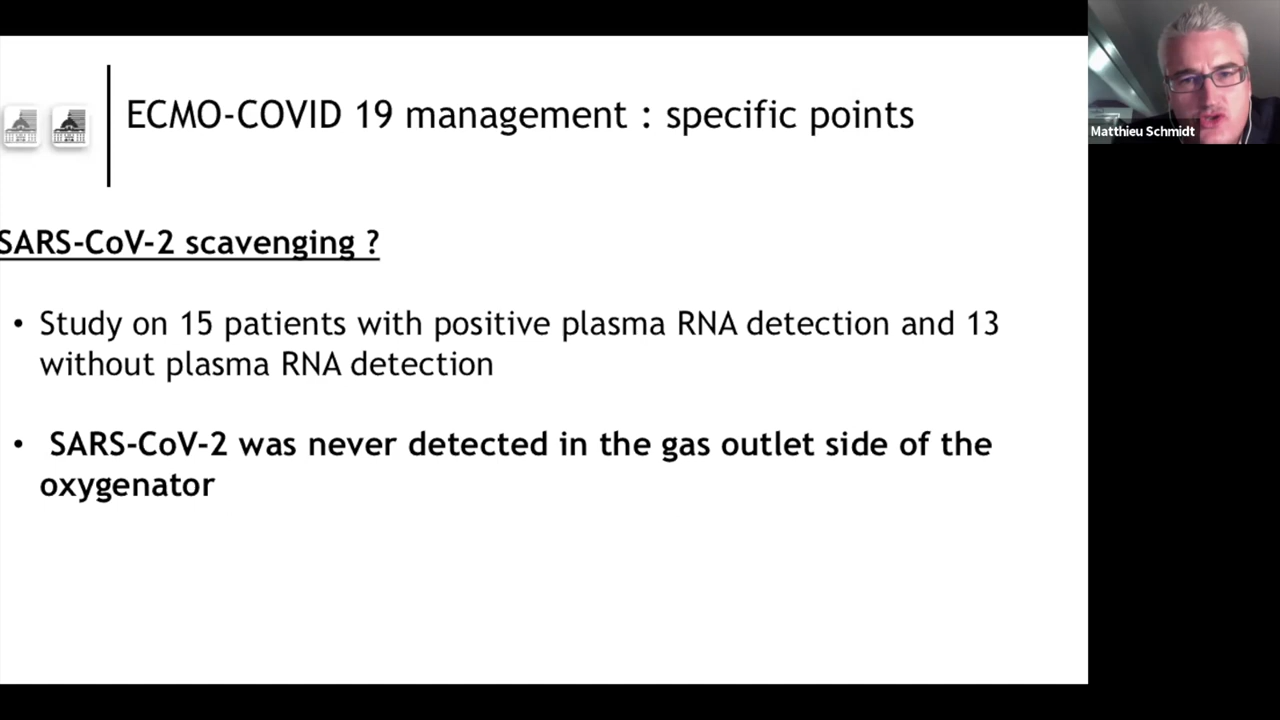 ECMO-COVID 19 management : specific points
Matthieu Schmidt
SARS-CoV-2 scavenging ?
• Study on 15 patients with positive plasma RNA detection and 13
without plasma RNA detection
• SARS-CoV-2 was never detected in the gas outlet side of the
oxygenator